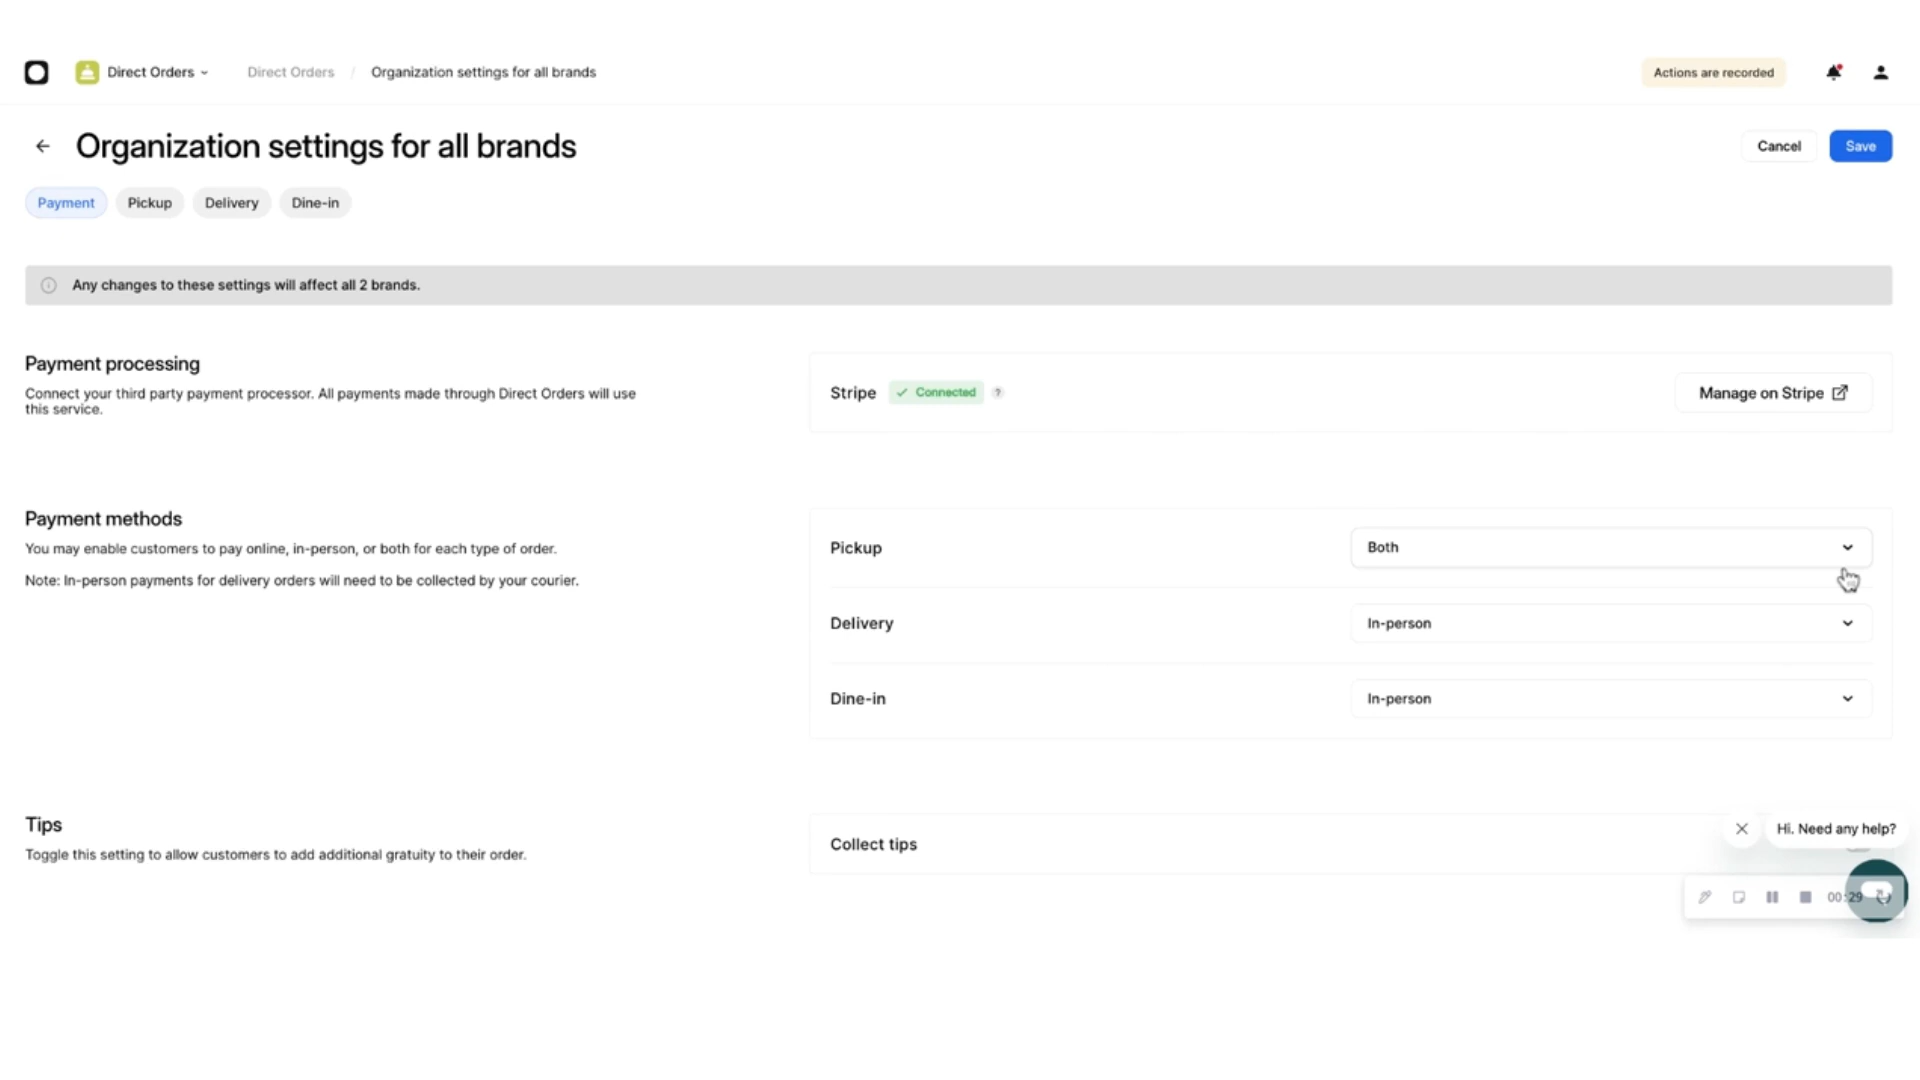 Direct Orders
Direct Orders / Organization settings for all brands
Actions are recorded
Organization settings for all brands
Cancel
Save
Payment
Pickup
Delivery
Dine-in
Any changes to these settings will affect all 2 brands.
Payment processing
Connect your third party payment processor. All payments made through Direct Orders will use
this service.
Stripe
Connected
?
Manage on Stripe
Payment methods
You may enable customers to pay online, in-person, or both for each type of order.
Note: In-person payments for delivery orders will need to be collected by your courier.
Pickup
Both
Delivery
In-person
Dine-in
In-person
Tips
Toggle this setting to allow customers to add additional gratuity to their order.
Collect tips
Hi. Need any help?
00:29